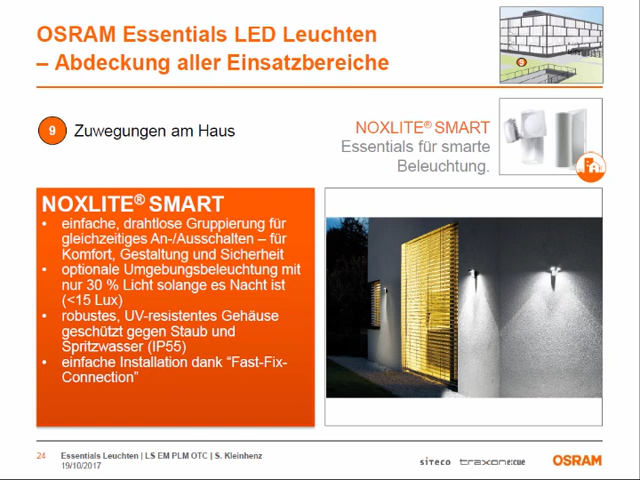 OSRAM Essentials LED Leuchten
– Abdeckung aller Einsatzbereiche
9 Zuwegungen am Haus
NOXLITE® SMART
Essentials für smarte
Beleuchtung.
NOXLITE® SMART
• einfache, drahtlose Gruppierung für
gleichzeitiges An-/Ausschalten – für
Komfort, Gestaltung und Sicherheit
• optionale Umgebungsbeleuchtung mit
nur 30 % Licht solange es Nacht ist
(<15 Lux)
• robustes, UV-resistentes Gehäuse
geschützt gegen Staub und
Spritzwasser (IP55)
• einfache Installation dank “Fast-Fix-
Connection”
24 Essentials Leuchten | LS EM PLM OTC | S. Kleinhenz
19/10/2017
siteco traxon e:cue OSRAM